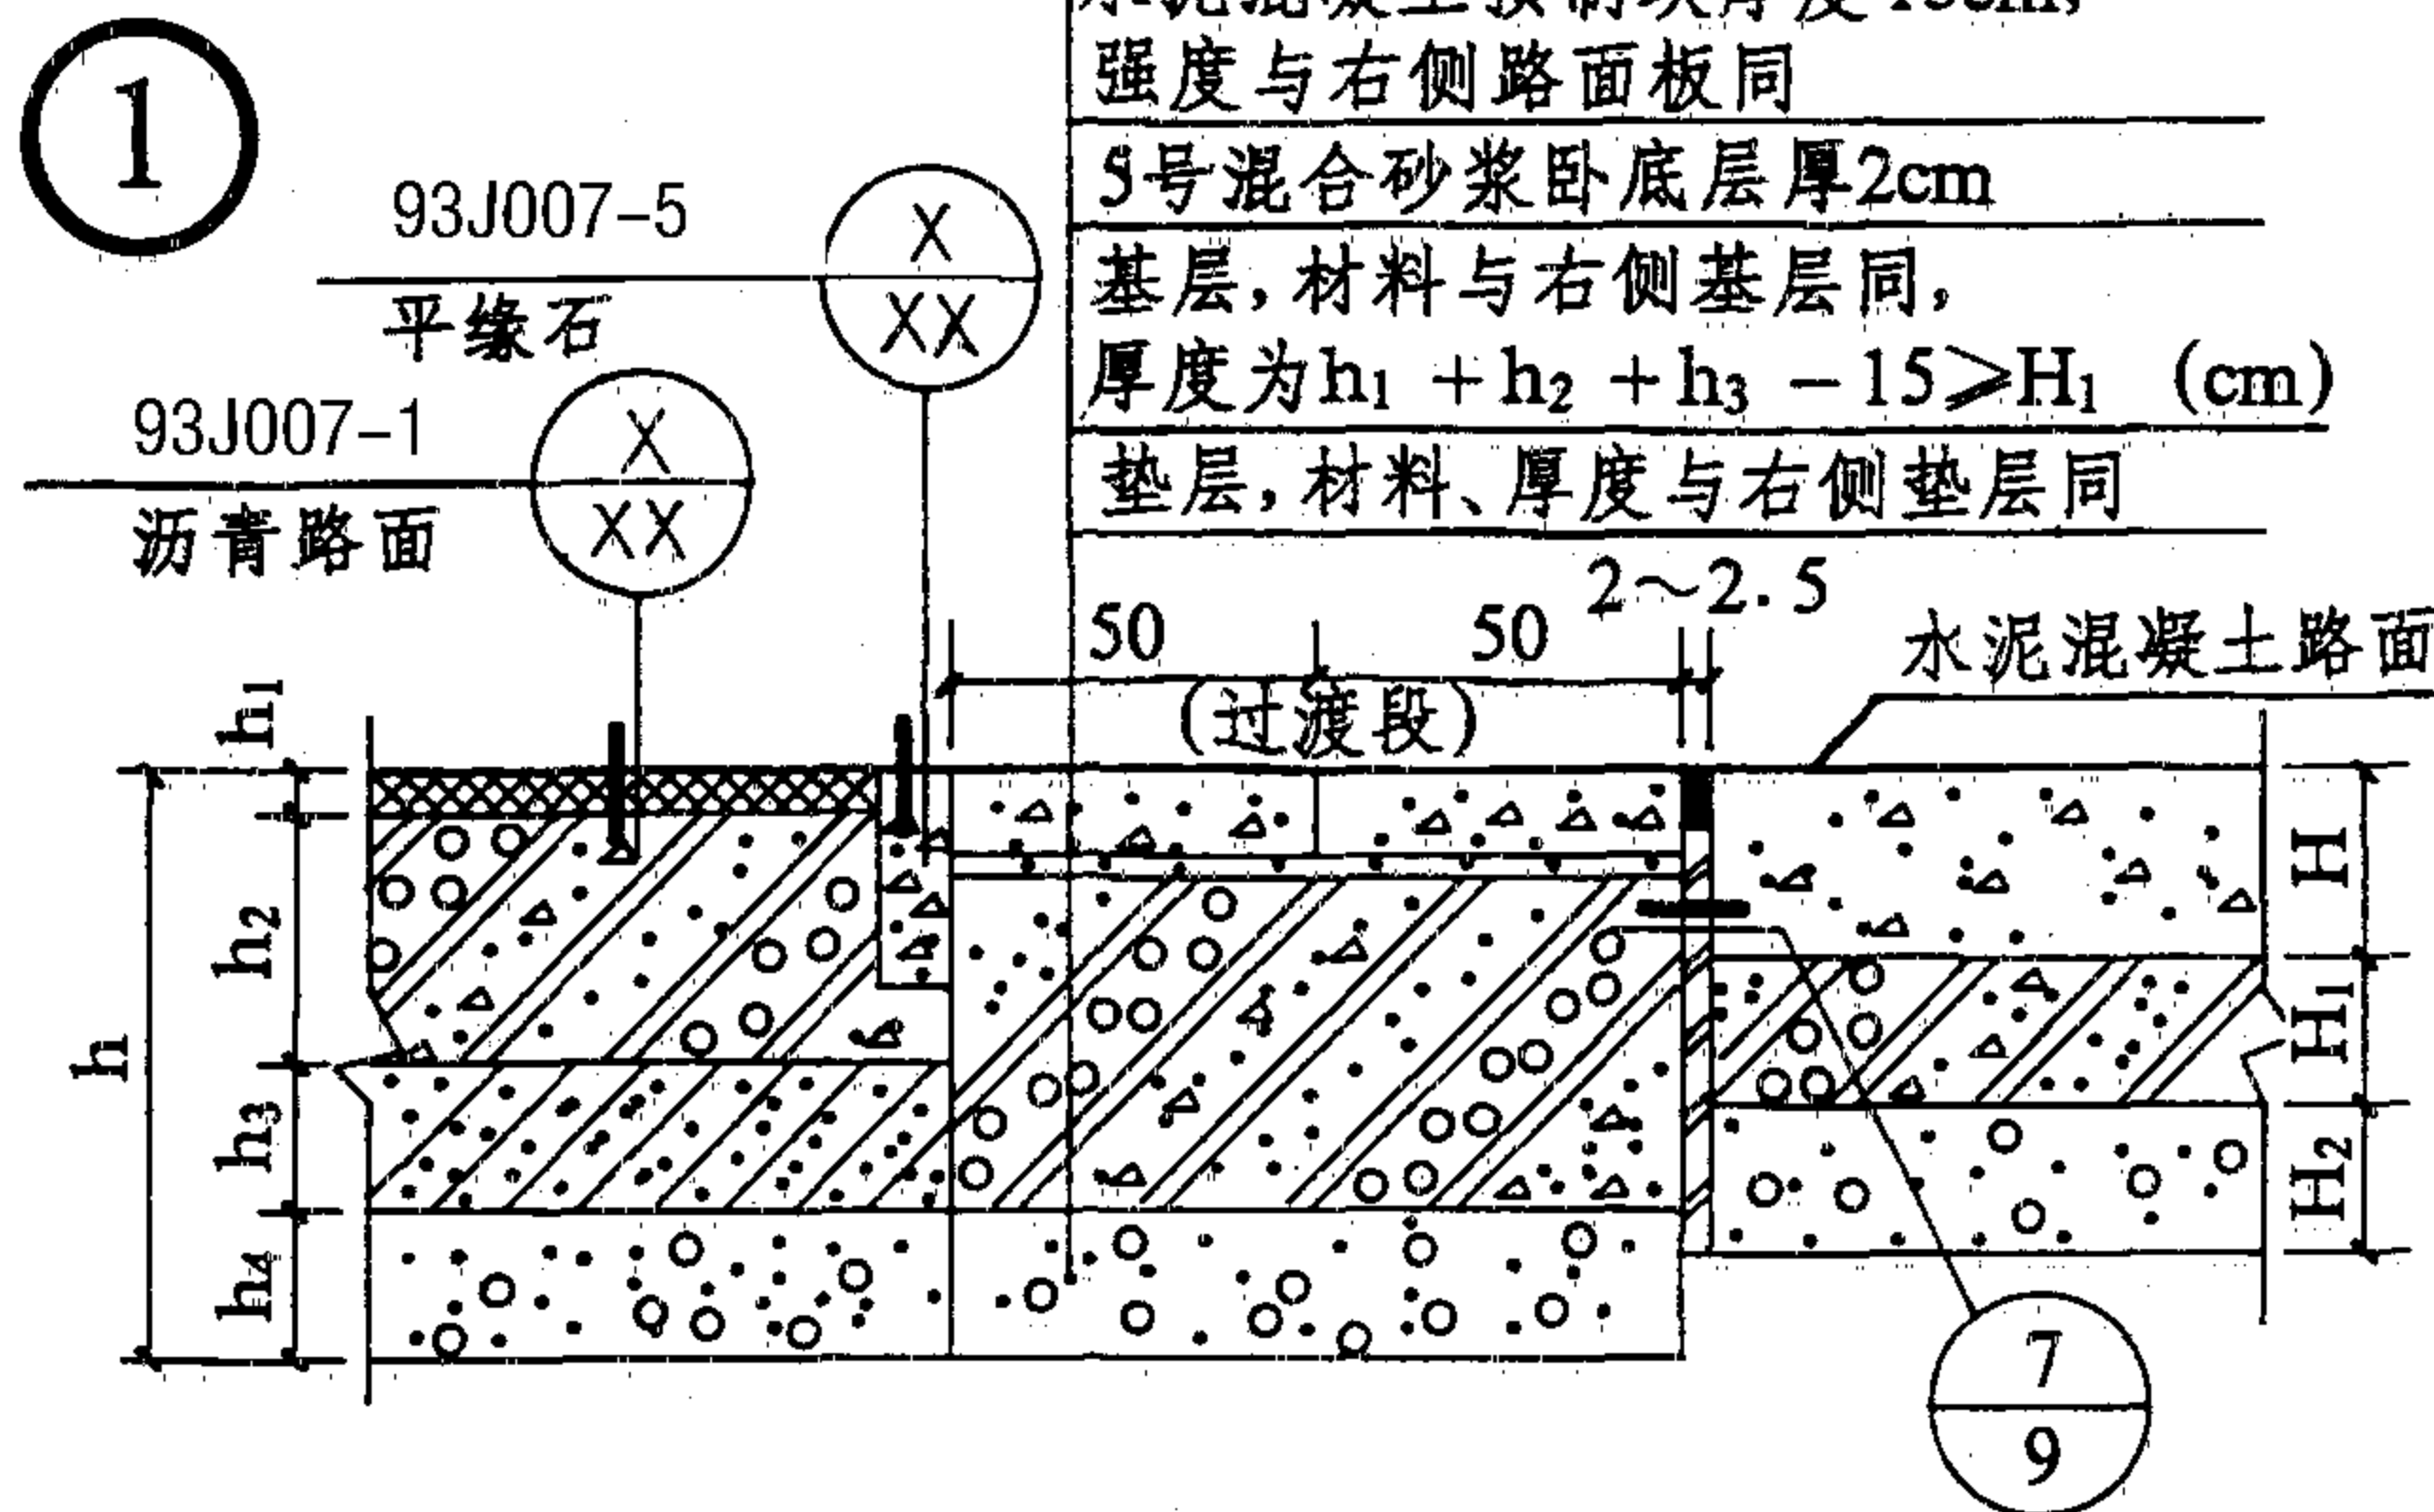 1
强度与右侧路面板同
5号混合砂浆卧底层厚2cm
基层,材料与右侧基层同,
厚度为h₁ + h₂ + h₃ - 15⩾H₁ (cm)
垫层,材料、厚度与右侧垫层同
93J007-5
平缘石
X
XX
93J007-1
沥青路面
X
XX
50
50
2~2.5
(过渡段)
水泥混凝土路面
h
h₁
h₂
h₃
h₄
H
H₁
H₂
7
9